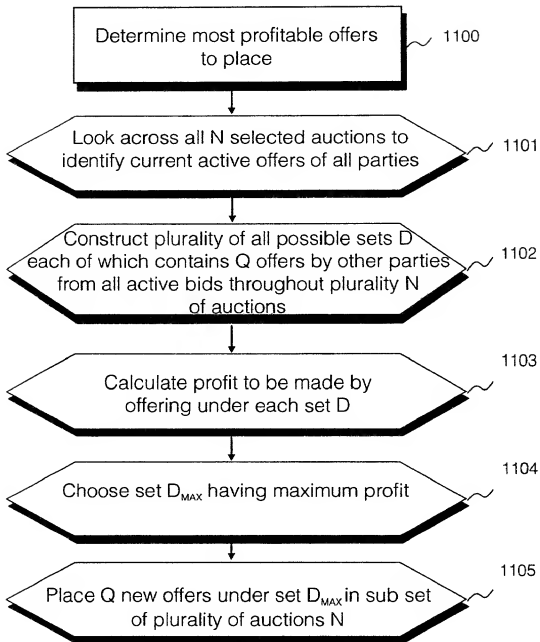 Determine most profitable offers
to place
1100
Look across all N selected auctions to
identify current active offers of all parties
1101
Construct plurality of all possible sets D
each of which contains Q offers by other parties
from all active bids throughout plurality N
of auctions
1102
Calculate profit to be made by
offering under each set D
1103
Choose set DMAX having maximum profit
1104
Place Q new offers under set DMAX in sub set
of plurality of auctions N
1105